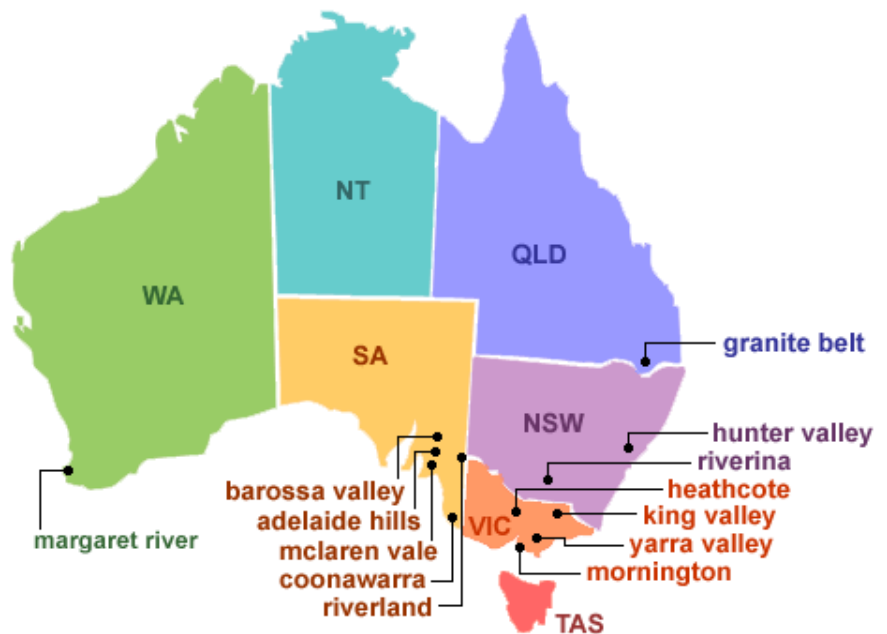 NT
QLD
WA
granite belt
SA
NSW
hunter valley
riverina
barossa valley
heathcote
adelaide hills
VIC
king valley
mclaren vale
yarra valley
margaret river
coonawarra
mornington
riverland
TAS